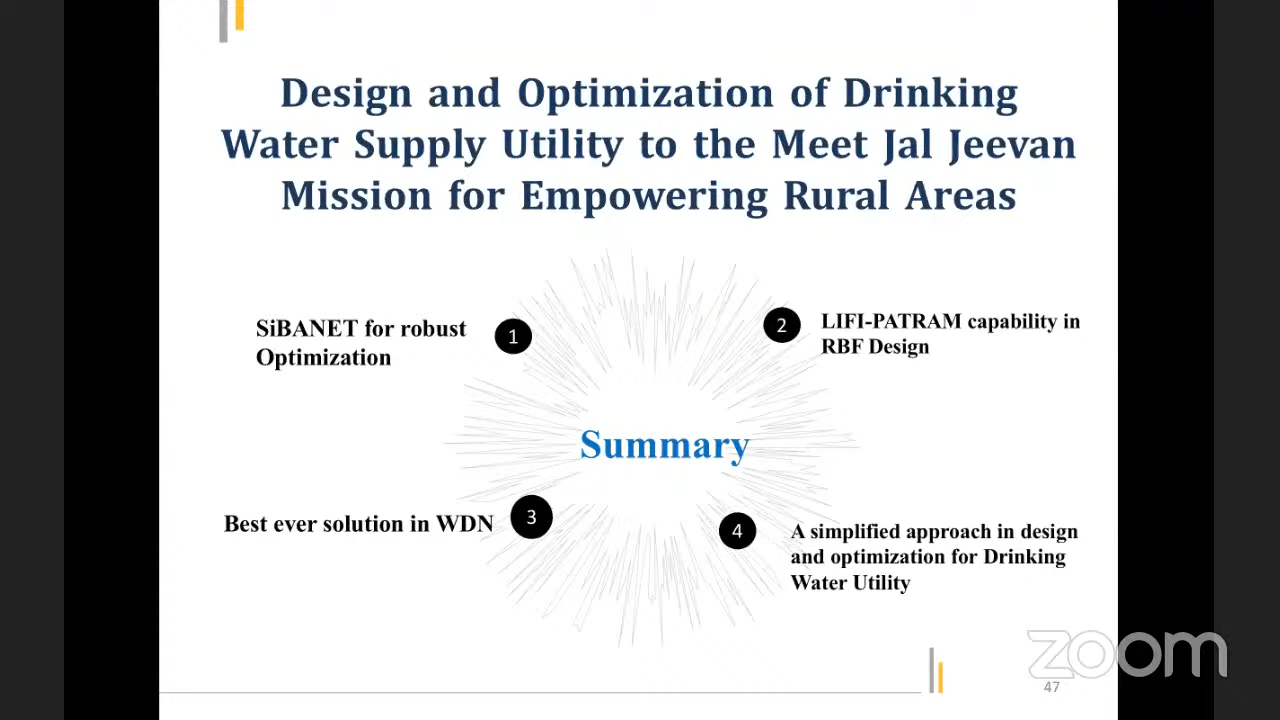 Design and Optimization of Drinking
Water Supply Utility to the Meet Jal Jeevan
Mission for Empowering Rural Areas
SiBANET for robust
Optimization
1
2
LIFI-PATRAM capability in
RBF Design
Summary
Best ever solution in WDN
3
4
A simplified approach in design
and optimization for Drinking
Water Utility
zoom
47